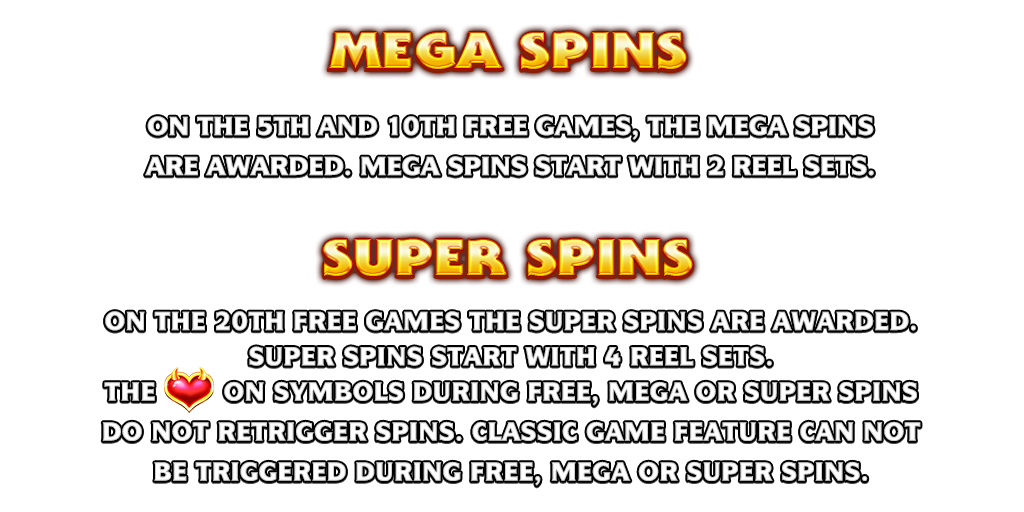 MEGA SPINS
ON THE 5TH AND 10TH FREE GAMES, THE MEGA SPINS
ARE AWARDED. MEGA SPINS START WITH 2 REEL SETS.
SUPER SPINS
ON THE 20TH FREE GAMES THE SUPER SPINS ARE AWARDED.
SUPER SPINS START WITH 4 REEL SETS.
THE ON SYMBOLS DURING FREE, MEGA OR SUPER SPINS
DO NOT RETRIGGER SPINS. CLASSIC GAME FEATURE CAN NOT
BE TRIGGERED DURING FREE, MEGA OR SUPER SPINS.